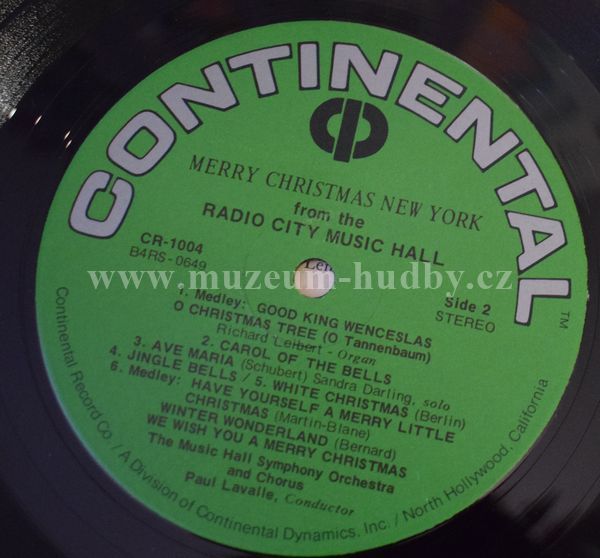 CONTINENTAL
MERRY CHRISTMAS NEW YORK
from the
RADIO CITY MUSIC HALL
CR-1004
B4RS-0649
Side 2
STEREO
www.muzeum-hudby.cz
1. Medley: GOOD KING WENCESLAS
O CHRISTMAS TREE (O Tannenbaum)
Richard Leibert - Organ
2. CAROL OF THE BELLS
3. AVE MARIA (Schubert) Sandra Darling, solo
4. JINGLE BELLS / 5. WHITE CHRISTMAS (Berlin)
6. Medley: HAVE YOURSELF A MERRY LITTLE
CHRISTMAS (Martin-Blane)
WINTER WONDERLAND (Bernard)
WE WISH YOU A MERRY CHRISTMAS
The Music Hall Symphony Orchestra
and Chorus
Paul Lavalle, Conductor
Continental Record Co. / A Division of Continental Dynamics, Inc. / North Hollywood, California
TM